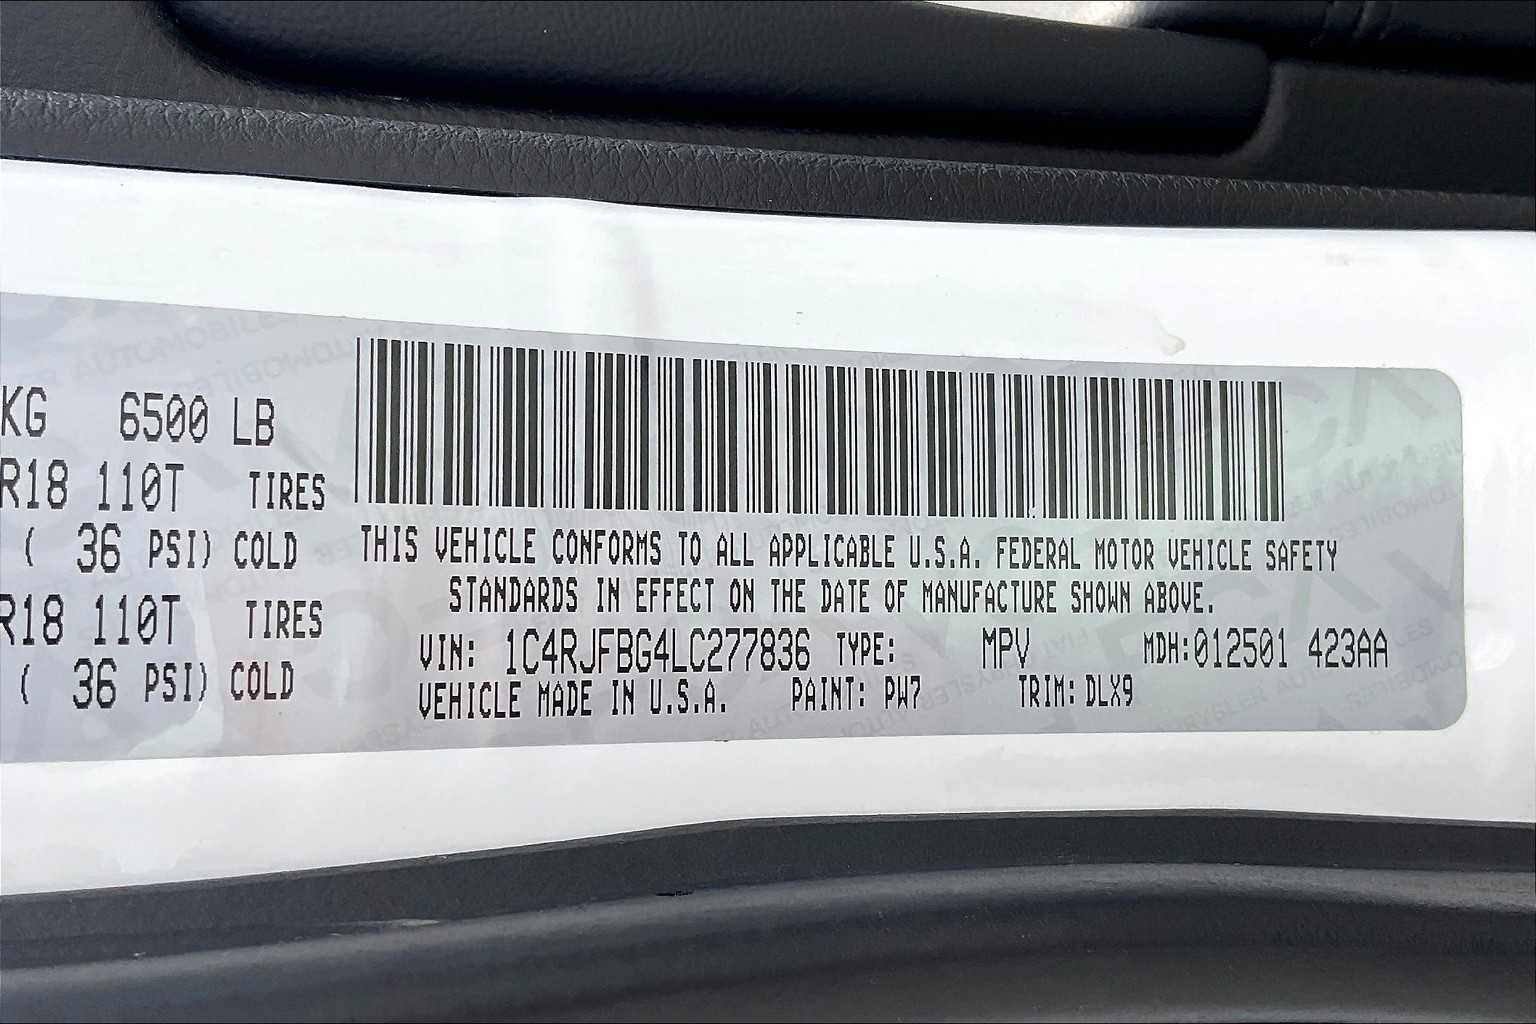 KG 6500 LB
R18 110T TIRES
( 36 PSI) COLD
R18 110T TIRES
( 36 PSI) COLD
THIS VEHICLE CONFORMS TO ALL APPLICABLE U.S.A. FEDERAL MOTOR VEHICLE SAFETY
STANDARDS IN EFFECT ON THE DATE OF MANUFACTURE SHOWN ABOVE.
VIN: 1C4RJFBG4LC277836 TYPE: MPV MDH:012501 423AA
VEHICLE MADE IN U.S.A. PAINT: PW7 TRIM: DLX9